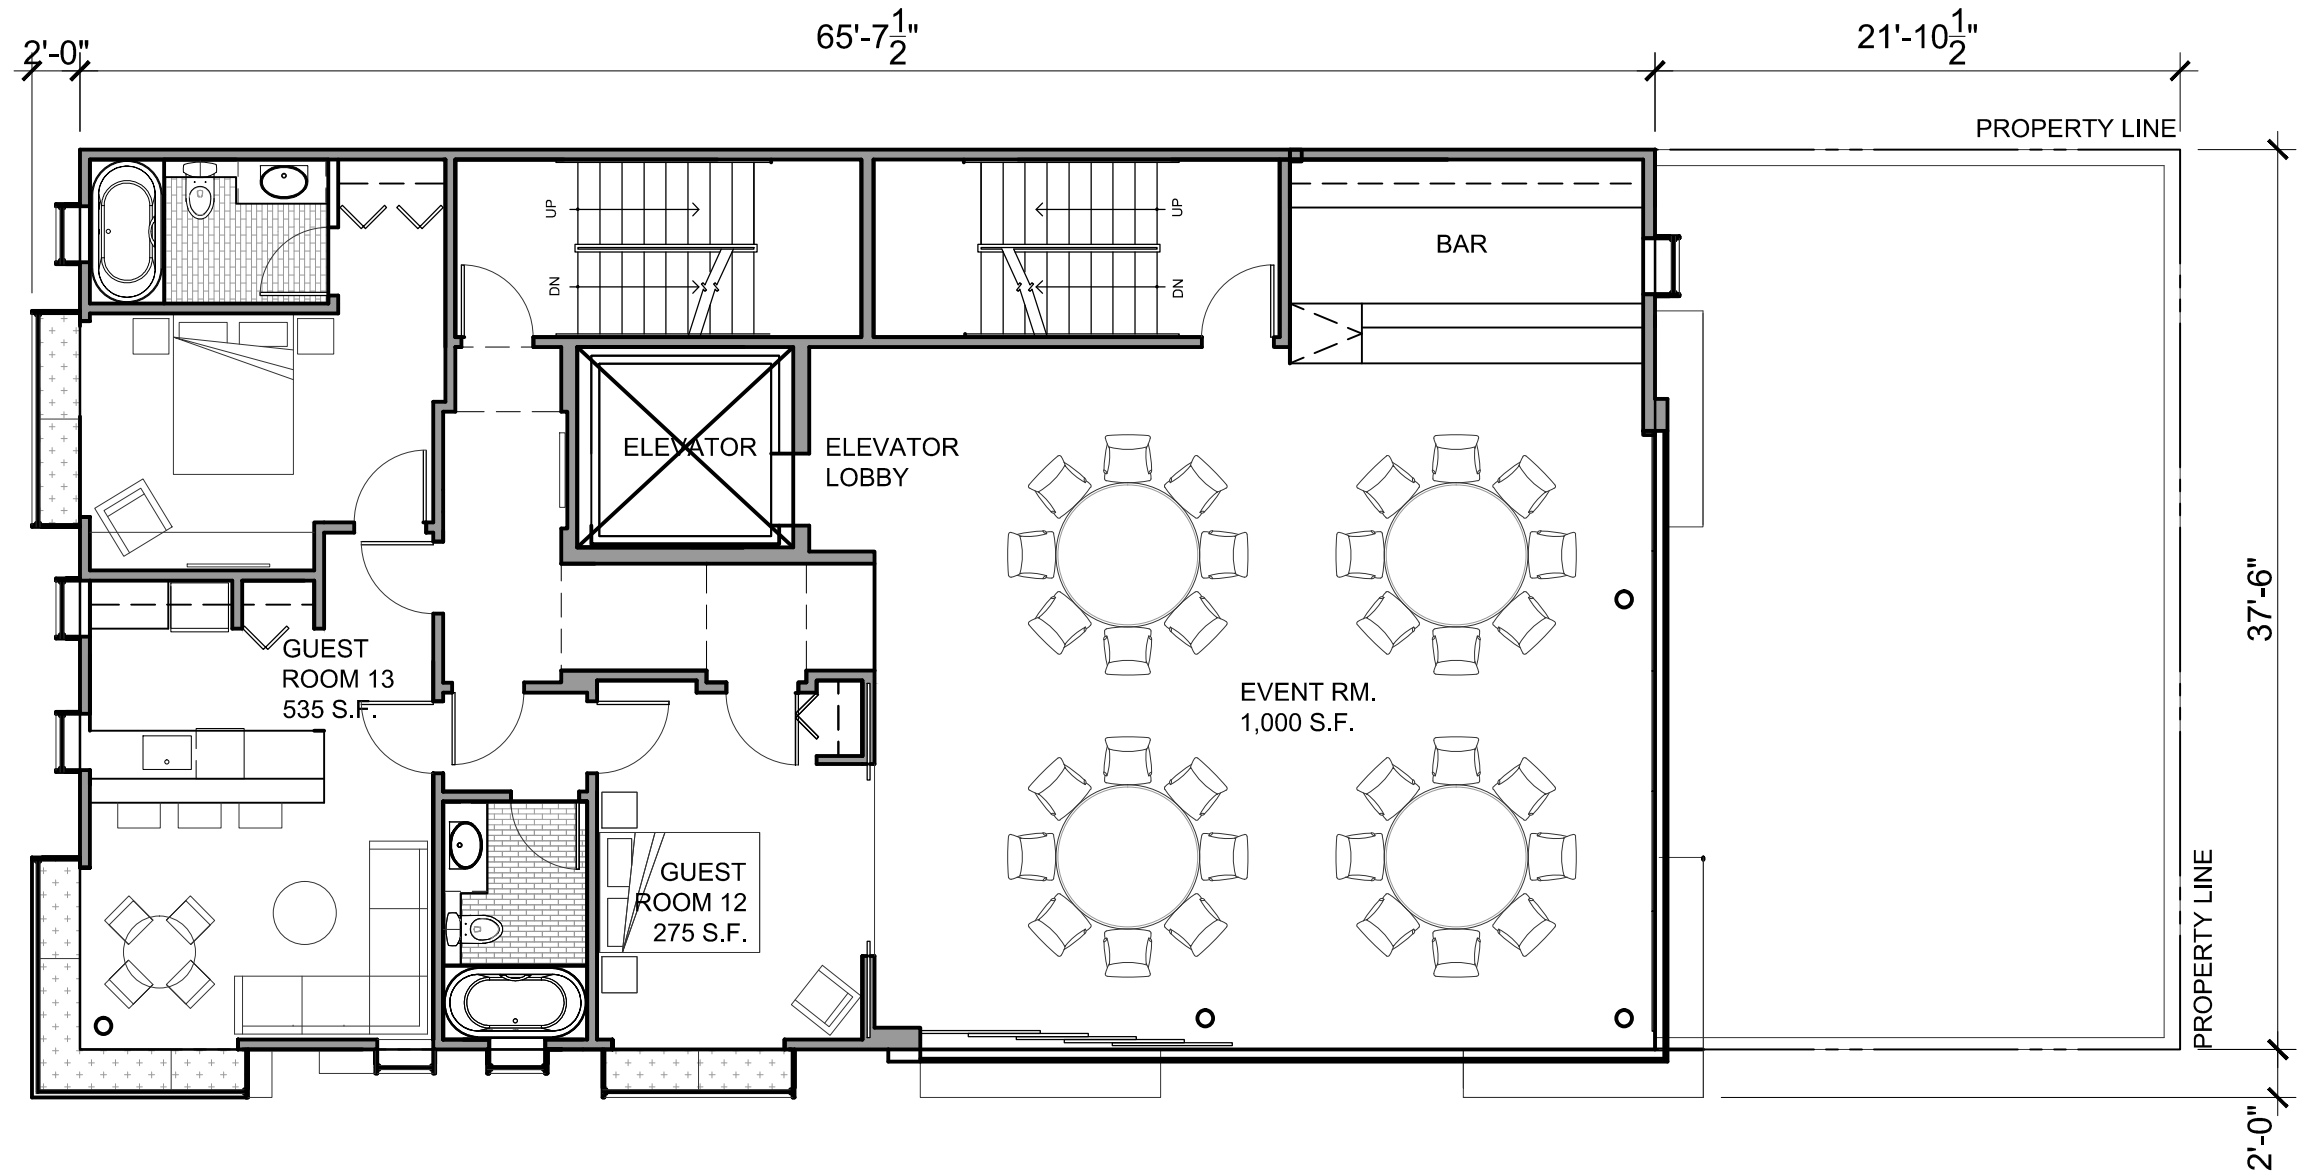 2'-0"
65'-7 1/2"
21'-10 1/2"
PROPERTY LINE
UP
UP
BAR
DN
DN
ELEVATOR
ELEVATOR
LOBBY
37'-6"
GUEST
ROOM 13
535 S.F.
EVENT RM.
1,000 S.F.
GUEST
ROOM 12
275 S.F.
PROPERTY LINE
2'-0"